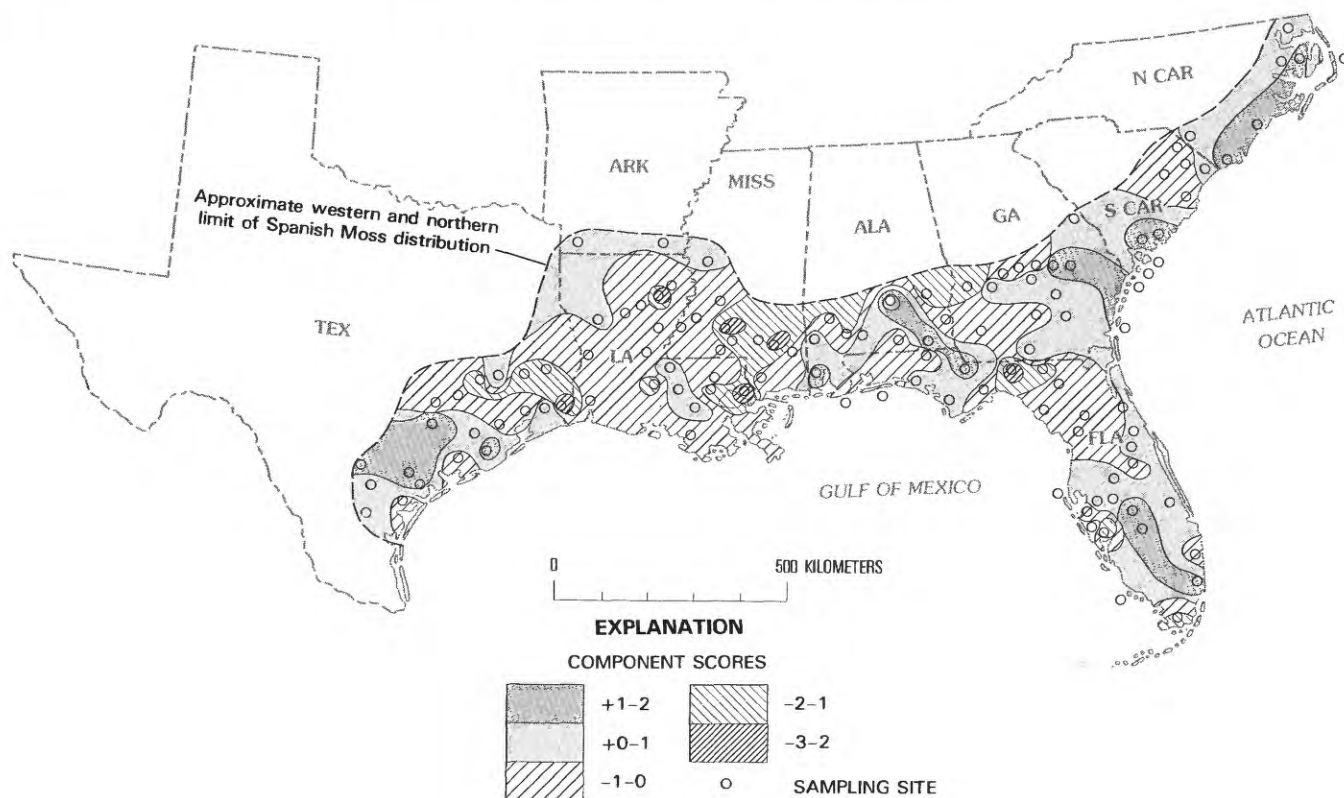 N CAR
ARK
MISS
Approximate western and northern
limit of Spanish Moss distribution
ALA
GA
S CAR
TEX
LA
ATLANTIC
OCEAN
FLA
GULF OF MEXICO
0
500 KILOMETERS
EXPLANATION
COMPONENT SCORES
+1-2
-2-1
+0-1
-3-2
-1-0
SAMPLING SITE